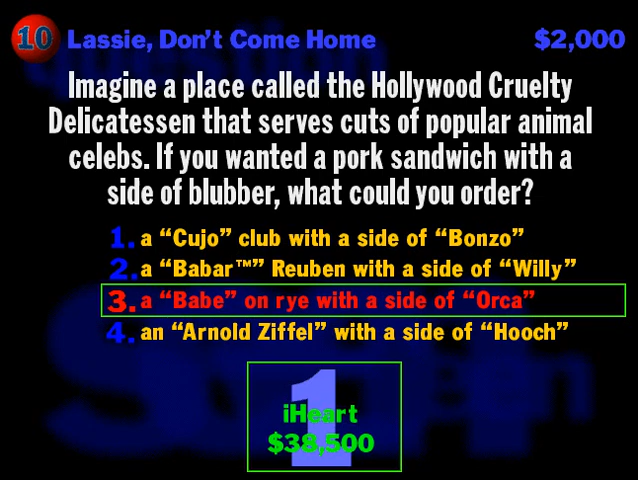 10 Lassie, Don't Come Home $2,000
Imagine a place called the Hollywood Cruelty
Delicatessen that serves cuts of popular animal
celebs. If you wanted a pork sandwich with a
side of blubber, what could you order?
1. a “Cujo” club with a side of “Bonzo”
2. a “Babar™” Reuben with a side of “Willy”
3. a “Babe” on rye with a side of “Orca”
4. an “Arnold Ziffel” with a side of “Hooch”
1
iHeart
$38,500